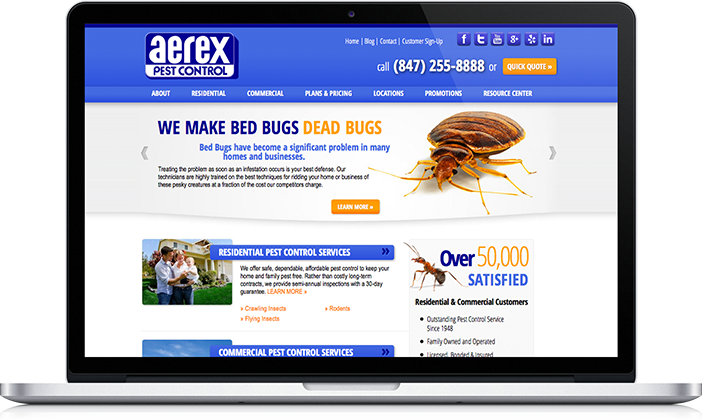 aerex
PEST CONTROL
Home | Blog | Contact | Customer Sign-Up
call (847) 255-8888 or QUICK QUOTE »
ABOUT RESIDENTIAL COMMERCIAL PLANS & PRICING LOCATIONS PROMOTIONS RESOURCE CENTER
WE MAKE BED BUGS DEAD BUGS
Bed Bugs have become a significant problem in many
homes and businesses.
Treating the problem as soon as an infestation occurs is your best defense. Our
technicians are highly trained on the best techniques for ridding your home or business of
these pesky creatures at a fraction of the cost our competitors charge.
LEARN MORE »
RESIDENTIAL PEST CONTROL SERVICES »
We offer safe, dependable, affordable pest control to keep your
home and family pest free. Rather than costly long-term
contracts, we provide semi-annual inspections with a 30-day
guarantee. LEARN MORE »
» Crawling Insects » Rodents
» Flying Insects
COMMERCIAL PEST CONTROL SERVICES »
Over 50,000
SATISFIED
Residential & Commercial Customers
• Outstanding Pest Control Service
Since 1948
• Family Owned and Operated
• Licensed, Bonded & Insured